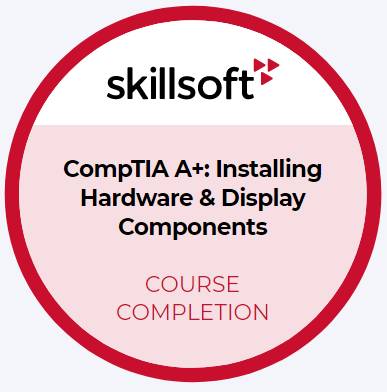 skillsoft
CompTIA A+: Installing
Hardware & Display
Components
COURSE
COMPLETION